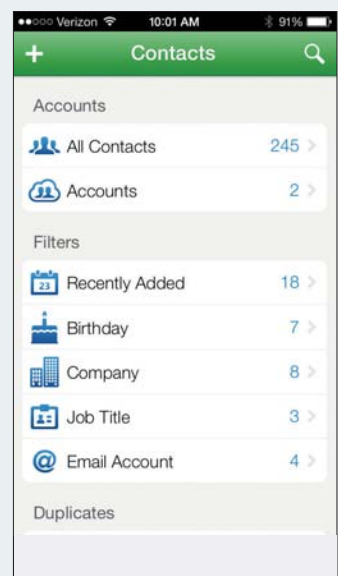 Verizon 10:01 AM 91%
+ Contacts
Accounts
All Contacts 245 >
Accounts 2 >
Filters
23 Recently Added 18 >
Birthday 7 >
Company 8 >
Job Title 3 >
@ Email Account 4 >
Duplicates